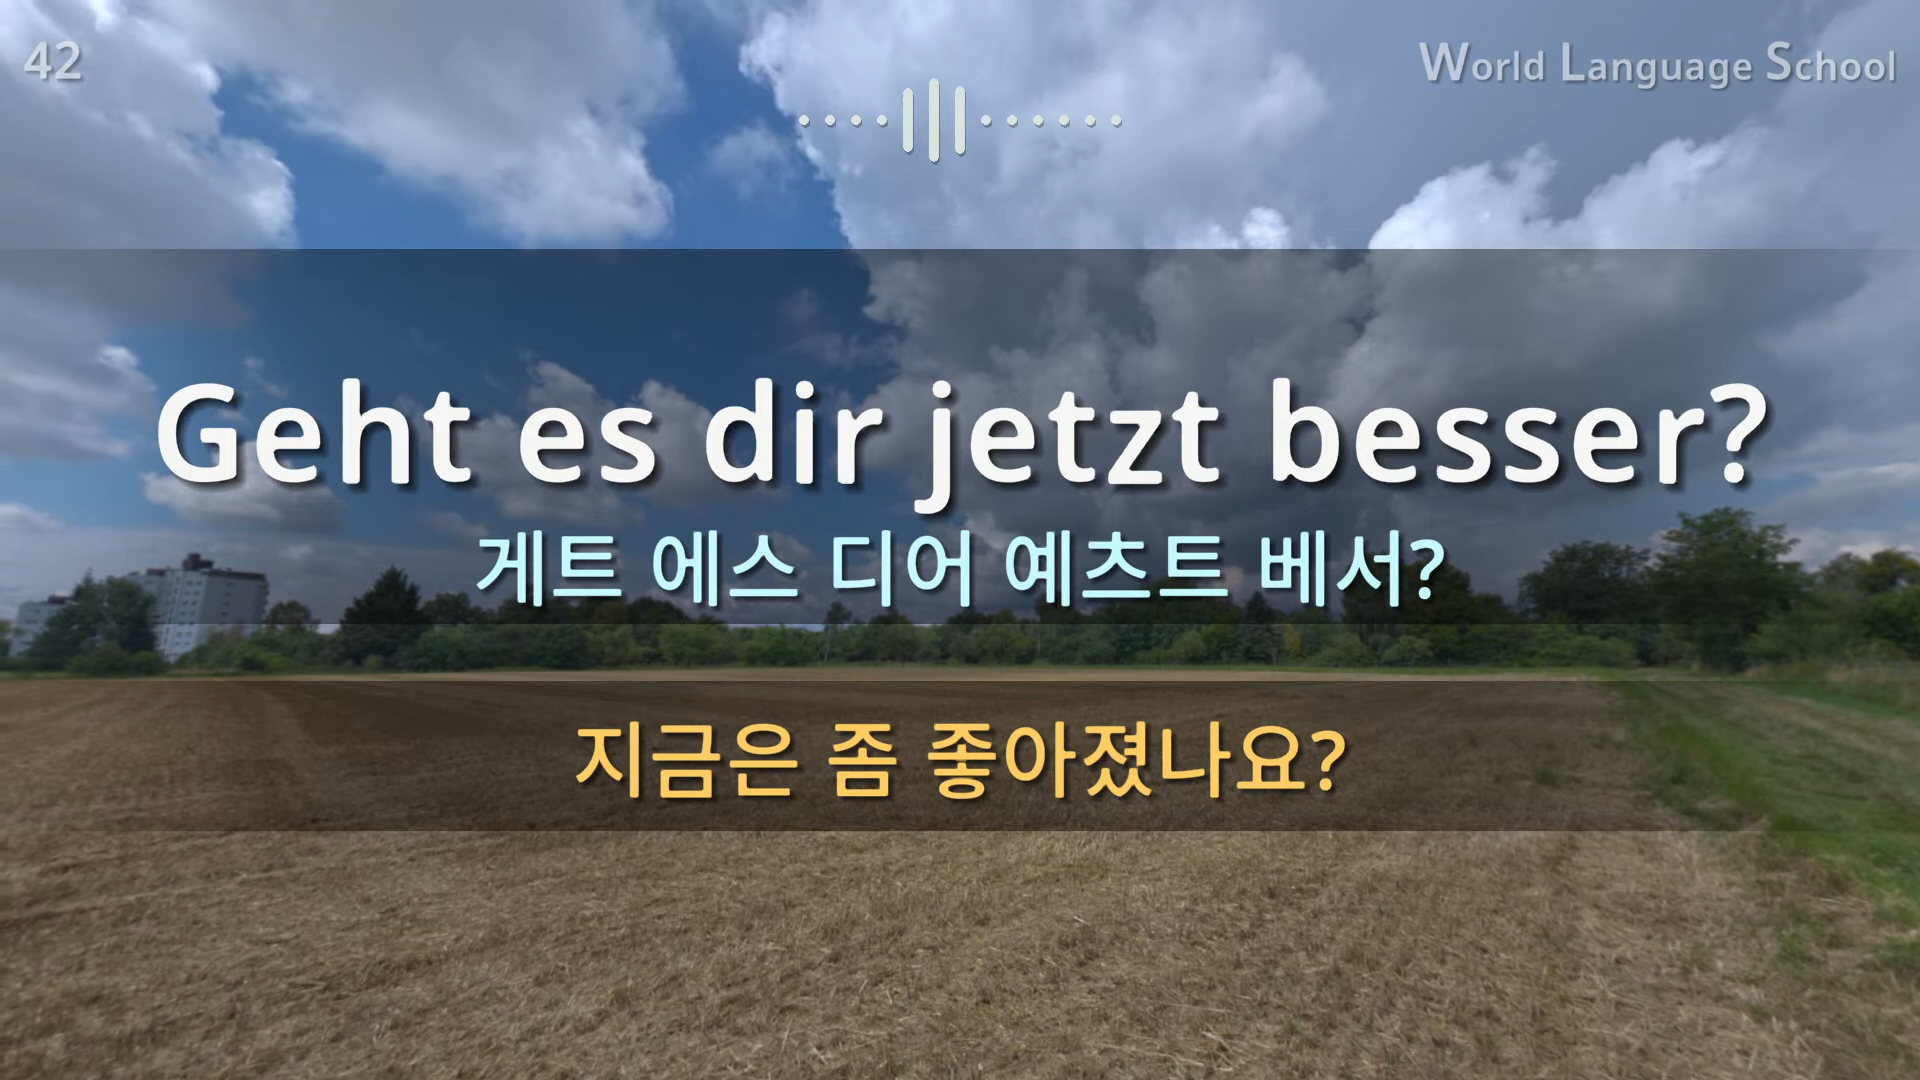 42
World Language School
Geht es dir jetzt besser?
게트 에스 디어 예츠트 베서?
지금은 좀 좋아졌나요?